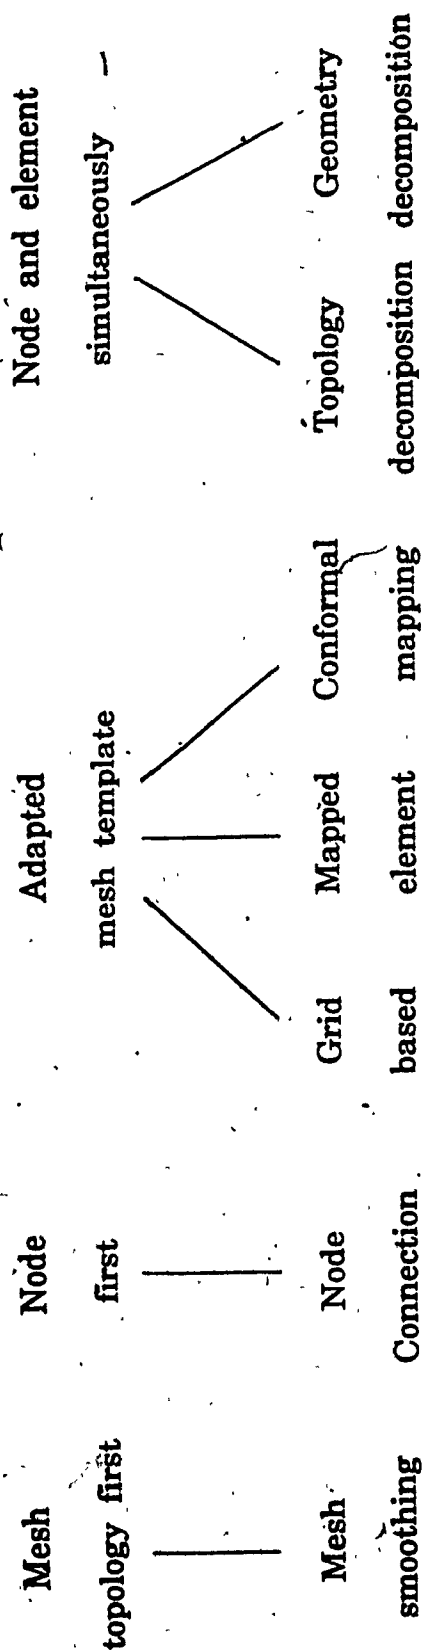 Mesh
topology first
Mesh
smoothing
Node
first
Node
Connection
Adapted
mesh template
Grid
based
Mapped
element
Conformal
mapping
Node and element
simultaneously
Topology
decomposition
Geometry
decomposition